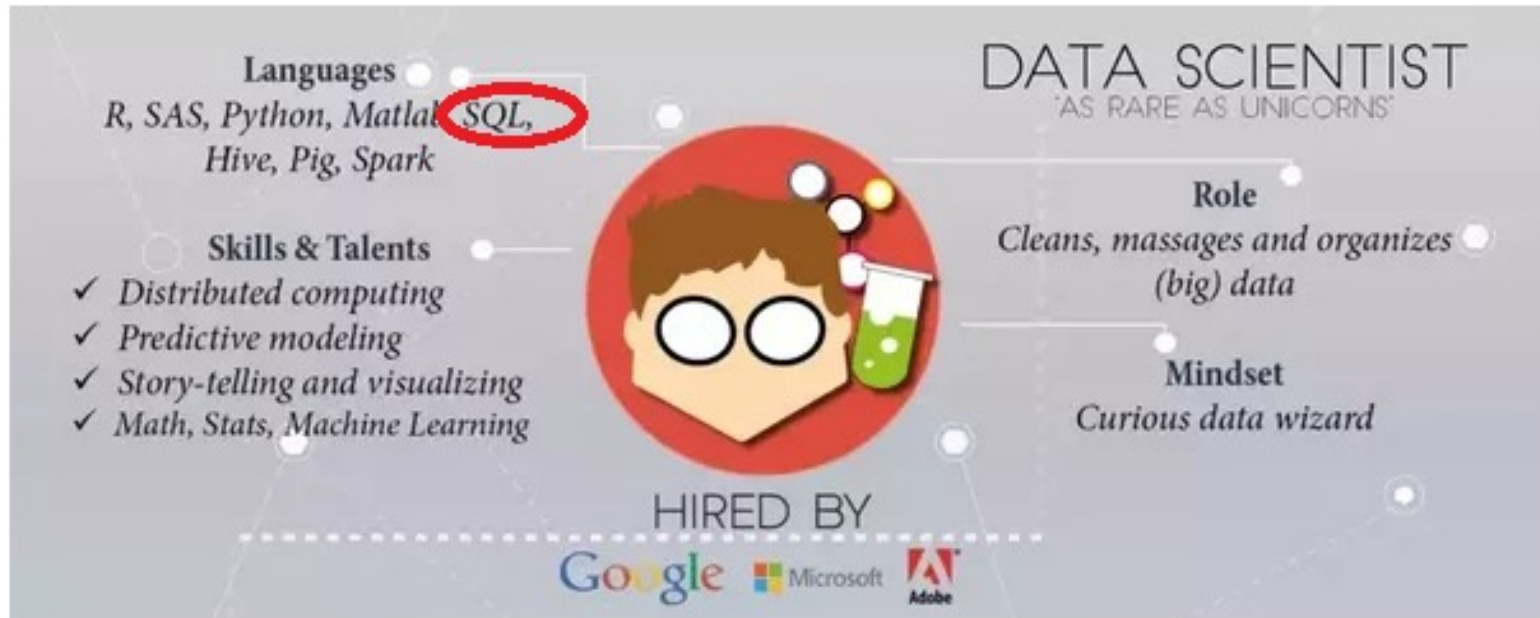 Languages
R, SAS, Python, Matlab SQL,
Hive, Pig, Spark
Skills & Talents
✓ Distributed computing
✓ Predictive modeling
✓ Story-telling and visualizing
✓ Math, Stats, Machine Learning
DATA SCIENTIST
"AS RARE AS UNICORNS"
Role
Cleans, massages and organizes
(big) data
Mindset
Curious data wizard
HIRED BY
Google Microsoft Adobe